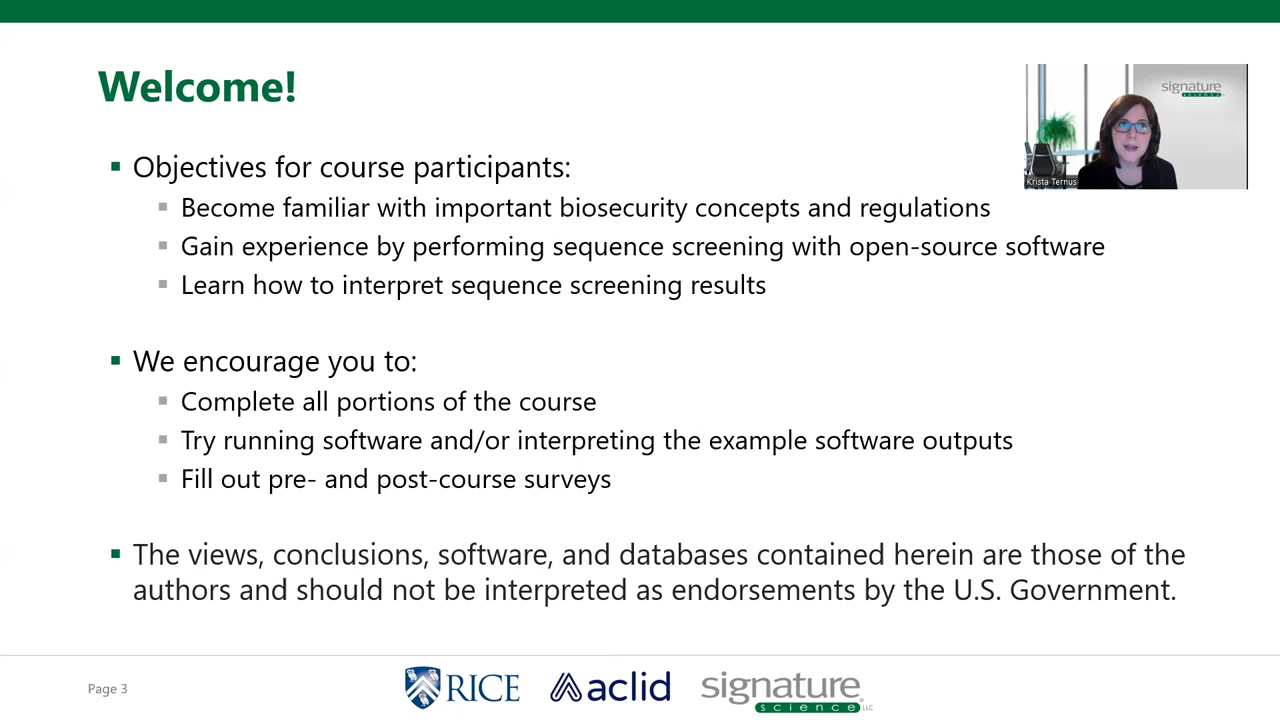 Welcome!
signature
science
Krista Ternus
Objectives for course participants:
Become familiar with important biosecurity concepts and regulations
Gain experience by performing sequence screening with open-source software
Learn how to interpret sequence screening results
We encourage you to:
Complete all portions of the course
Try running software and/or interpreting the example software outputs
Fill out pre- and post-course surveys
The views, conclusions, software, and databases contained herein are those of the
authors and should not be interpreted as endorsements by the U.S. Government.
Page 3
RICE
aclid
signature
science LLC